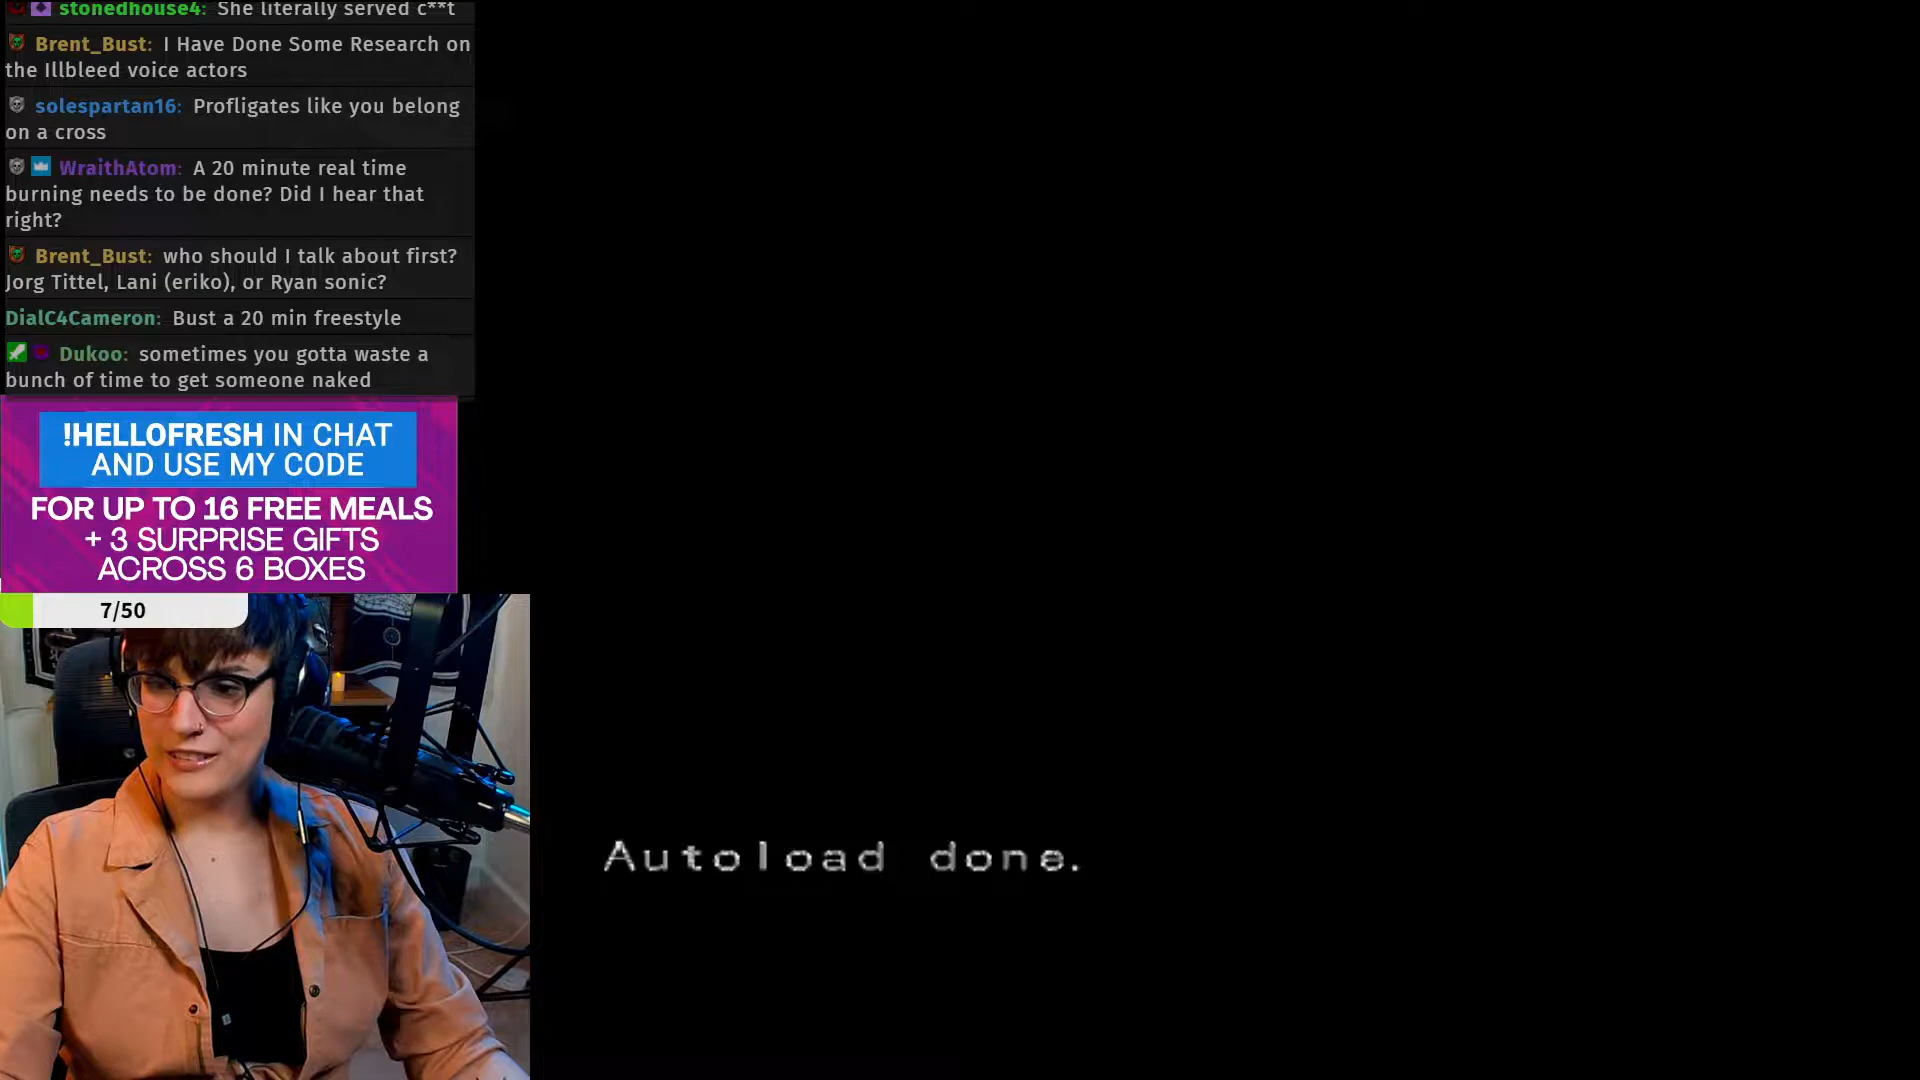 stonedhouse4: She literally served c**t
Brent_Bust: I Have Done Some Research on
the Illbleed voice actors
solespartan16: Profligates like you belong
on a cross
WraithAtom: A 20 minute real time
burning needs to be done? Did I hear that
right?
Brent_Bust: who should I talk about first?
Jorg Tittel, Lani (eriko), or Ryan sonic?
DialC4Cameron: Bust a 20 min freestyle
Dukoo: sometimes you gotta waste a
bunch of time to get someone naked
!HELLOFRESH IN CHAT
AND USE MY CODE
FOR UP TO 16 FREE MEALS
+ 3 SURPRISE GIFTS
ACROSS 6 BOXES
7/50
Autoload done.